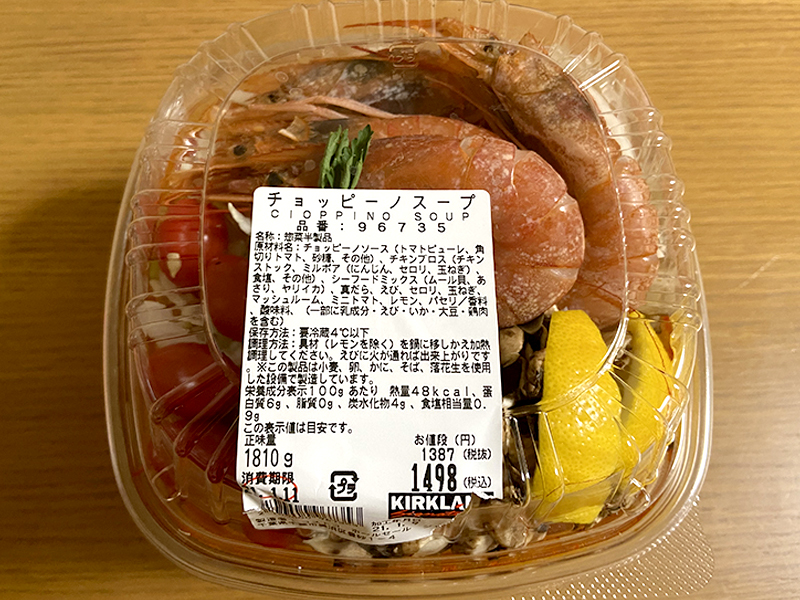 チョッピーノスープ
CIOPPINO SOUP
品番：96735
名称：惣菜半製品
原材料名：チョッピーノソース（トマトピューレ、角
切りトマト、砂糖、その他）、チキンブロス（チキン
ストック、ミルポア（にんじん、セロリ、玉ねぎ）、
食塩、その他）、シーフードミックス（ムール貝、あ
さり、ヤリイカ）、真だら、えび、セロリ、玉ねぎ、
マッシュルーム、ミニトマト、レモン、パセリ／香料
、酸味料、（一部に乳成分・えび・いか・大豆・鶏肉
を含む）
保存方法：要冷蔵4℃以下
調理方法：具材（レモンを除く）を鍋に移しかえ加熱
調理してください。えびに火が通れば出来上がりです
。※この製品は小麦、卵、かに、そば、落花生を使用
した設備で製造しています。
栄養成分表示100gあたり 熱量48kcal、蛋
白質6g、脂質0g、炭水化物4g、食塩相当量0.
9g
この表示値は目安です。
正味量 お値段（円）
1810g 1387（税抜）
消費期限 1498（税込）
1.11 プラ
KIRKLA